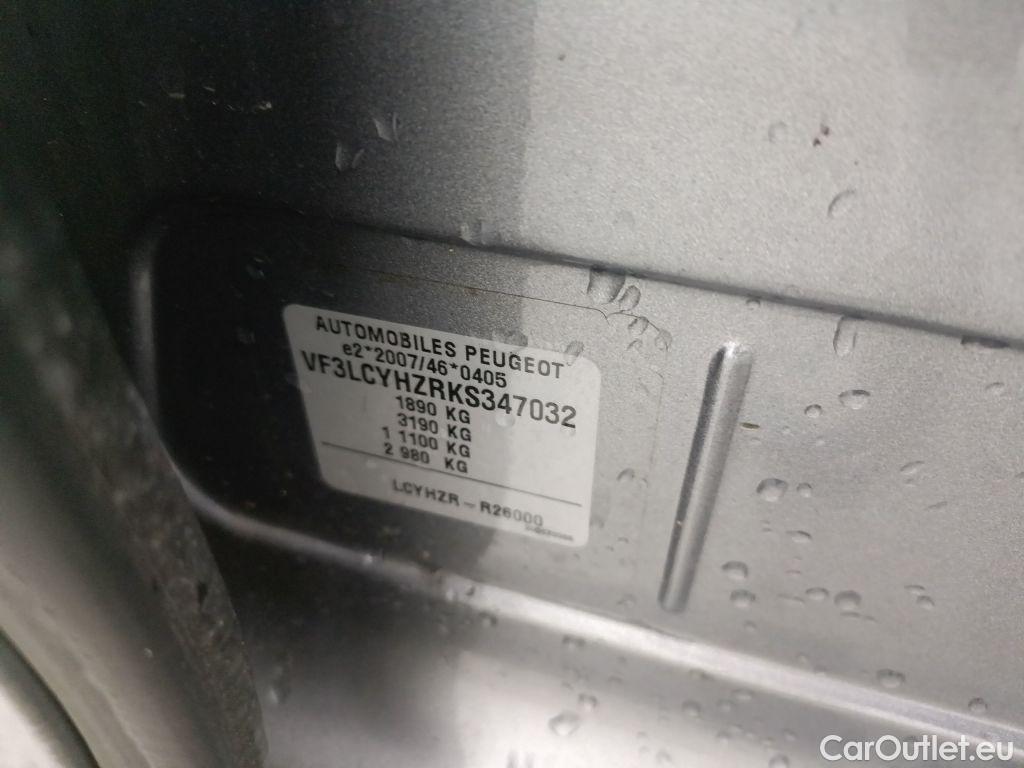 AUTOMOBILES PEUGEOT
e2*2007/46*0405
VF3LCYHZRKS347032
1890 KG
3190 KG
1 1100 KG
2 980 KG
LCYHZR - R26000
CarOutlet.eu